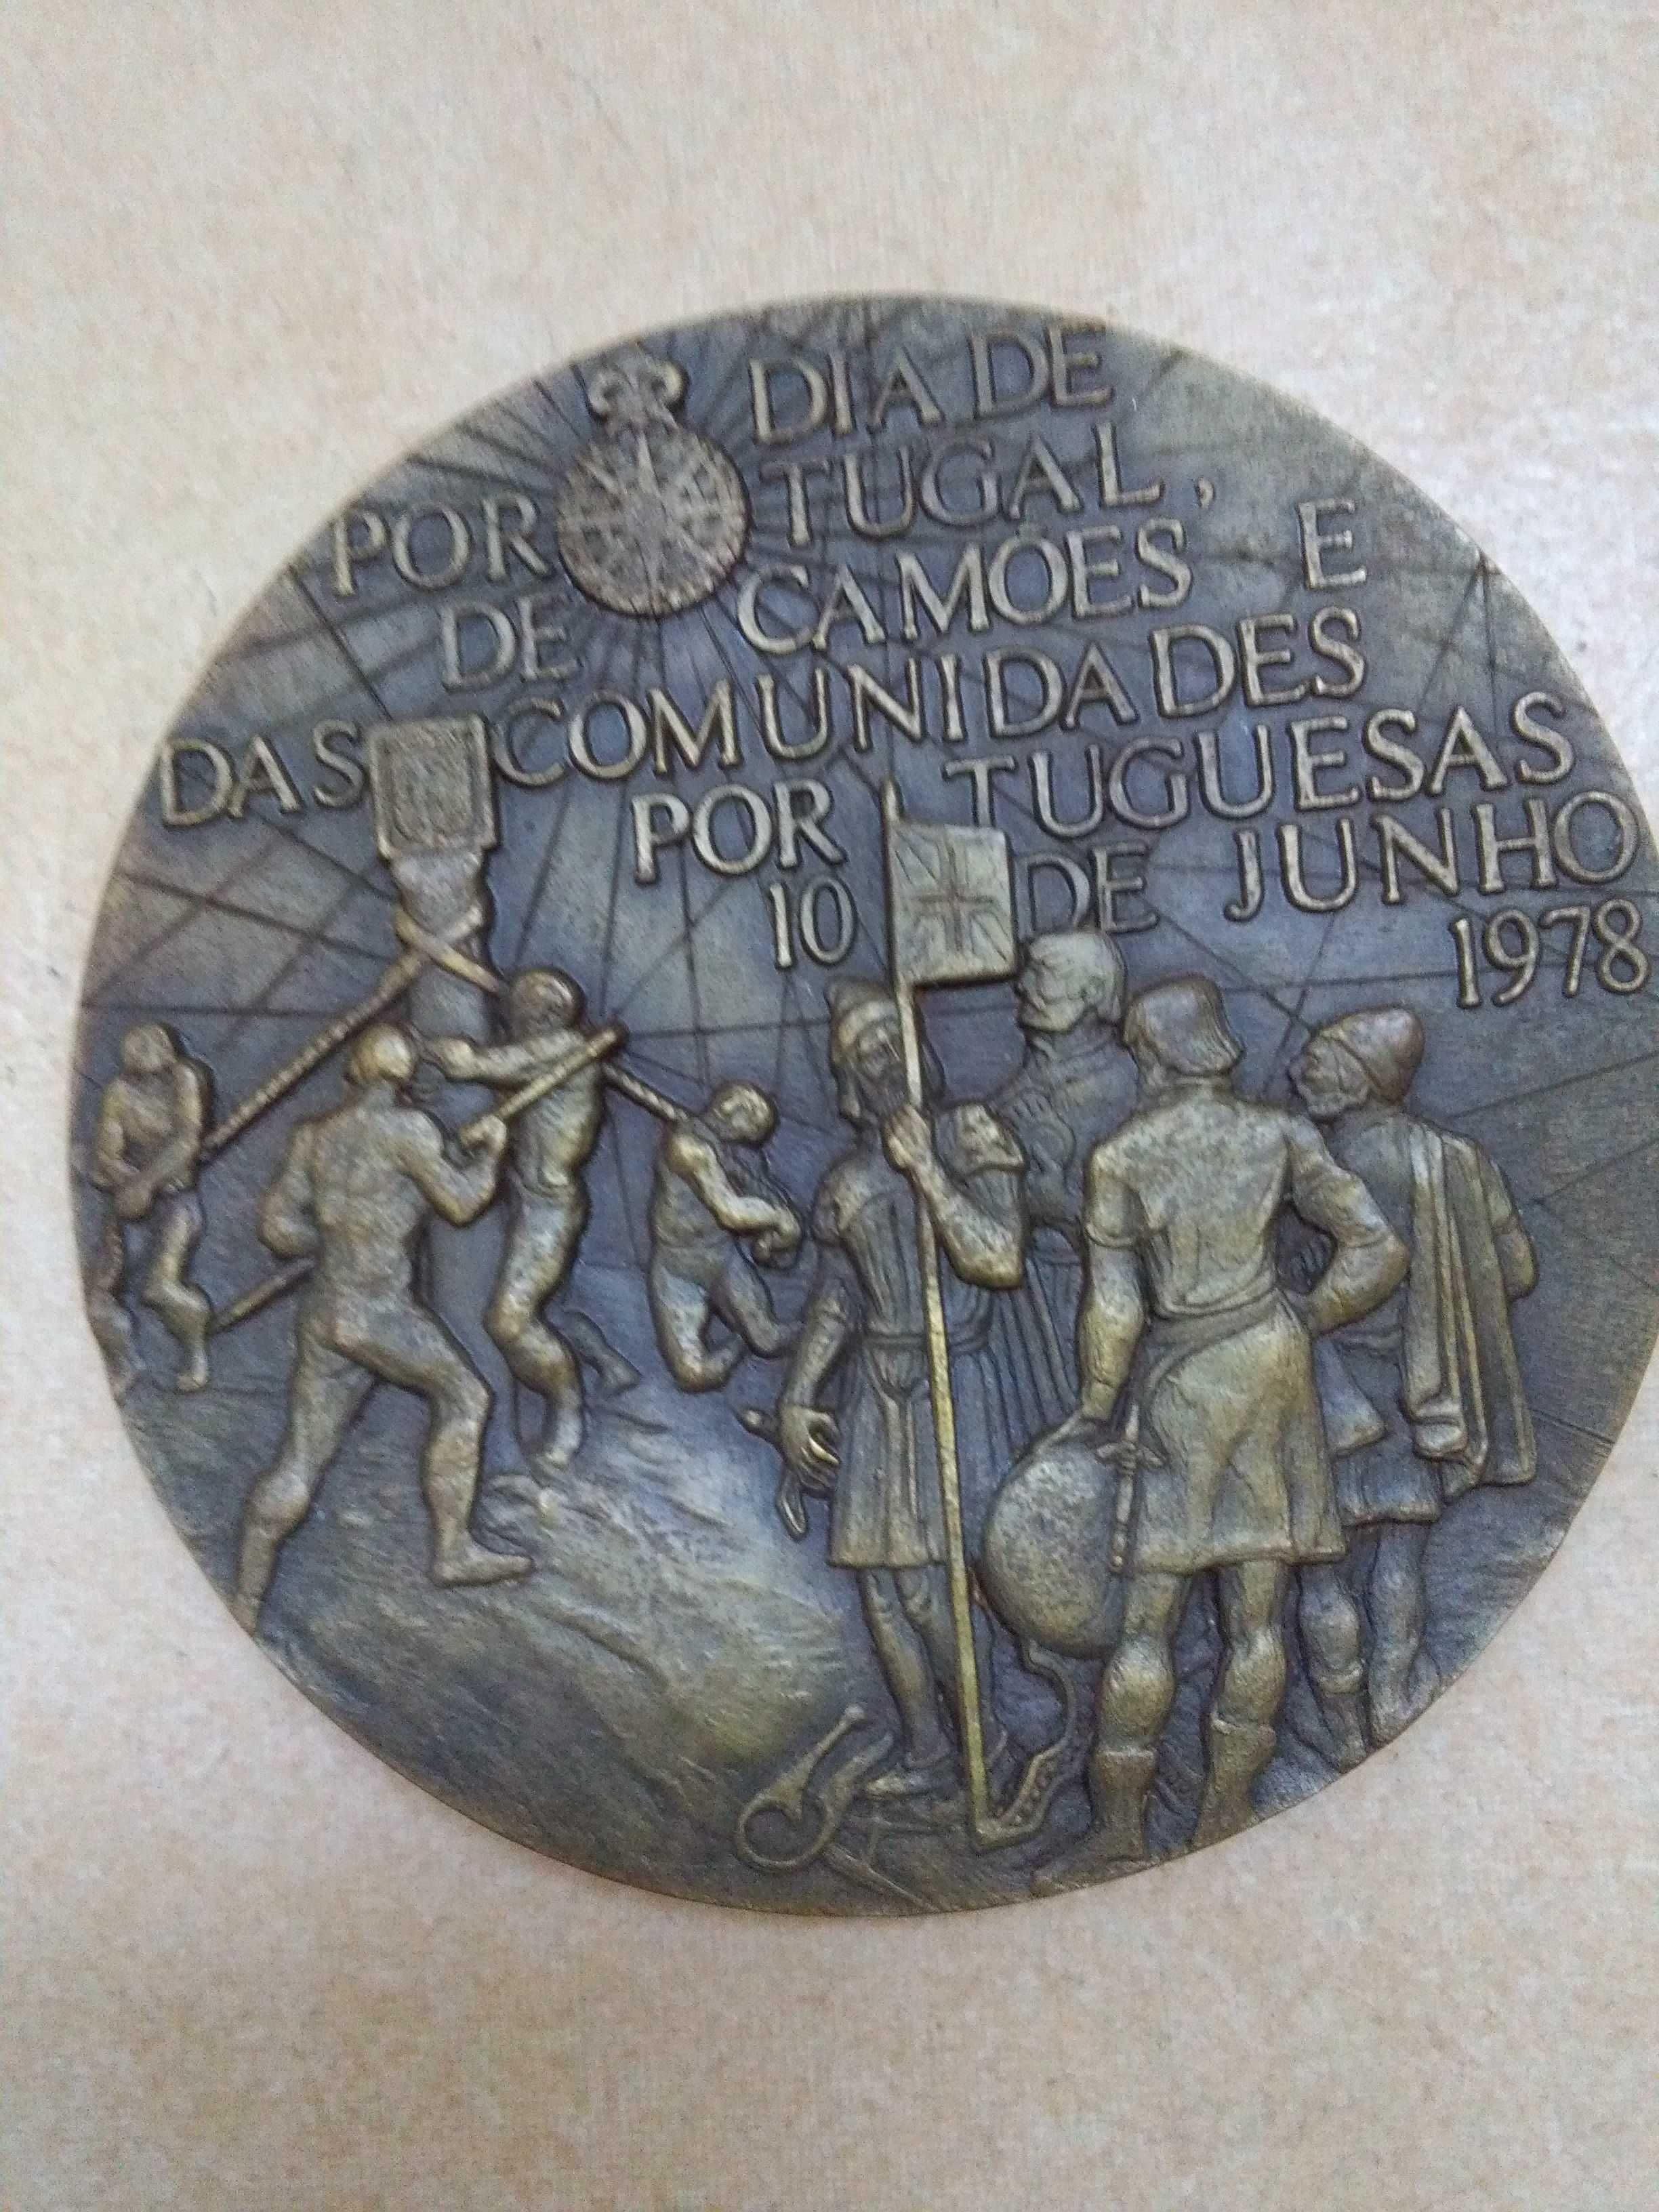 DIA DE
POR TUGAL,
DE CAMÕES E
DAS COMUNIDADES
POR TUGUESAS
10 DE JUNHO
1978